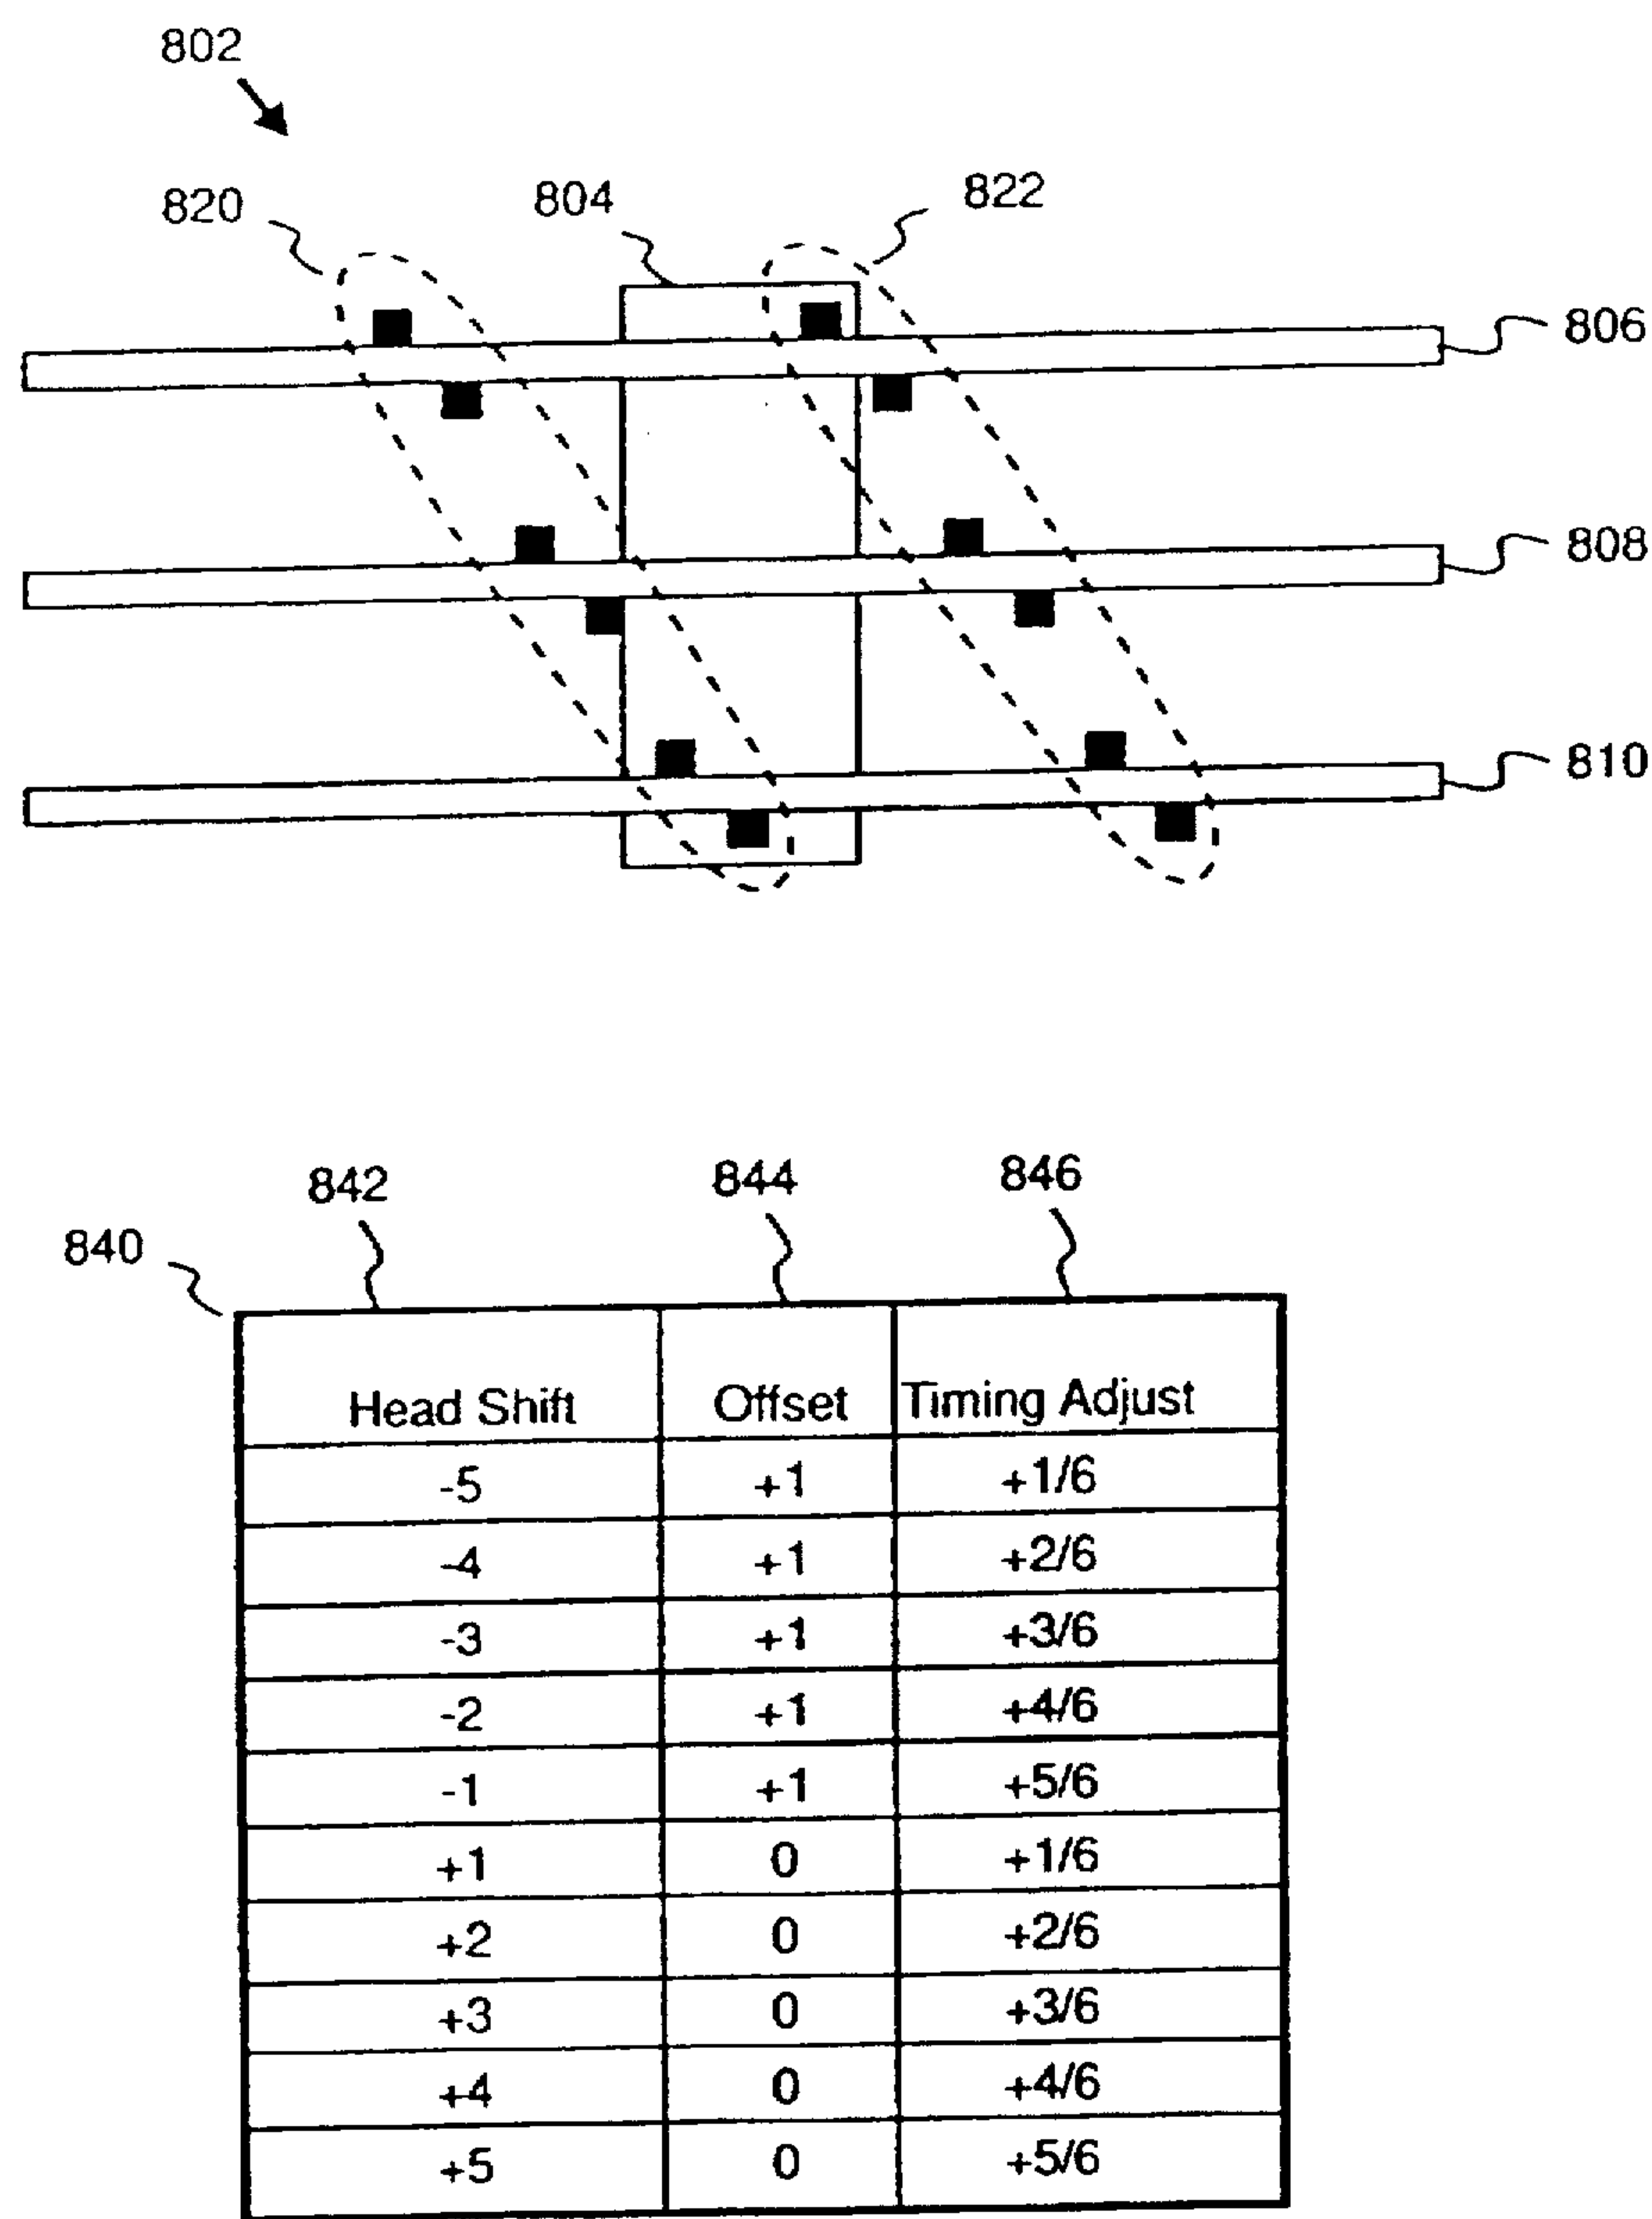 802
820
804
822
806
808
810
842
844
846
840
Head Shift Offset Timing Adjust
-5 +1 +1/6
-4 +1 +2/6
-3 +1 +3/6
-2 +1 +4/6
-1 +1 +5/6
+1 0 +1/6
+2 0 +2/6
+3 0 +3/6
+4 0 +4/6
+5 0 +5/6